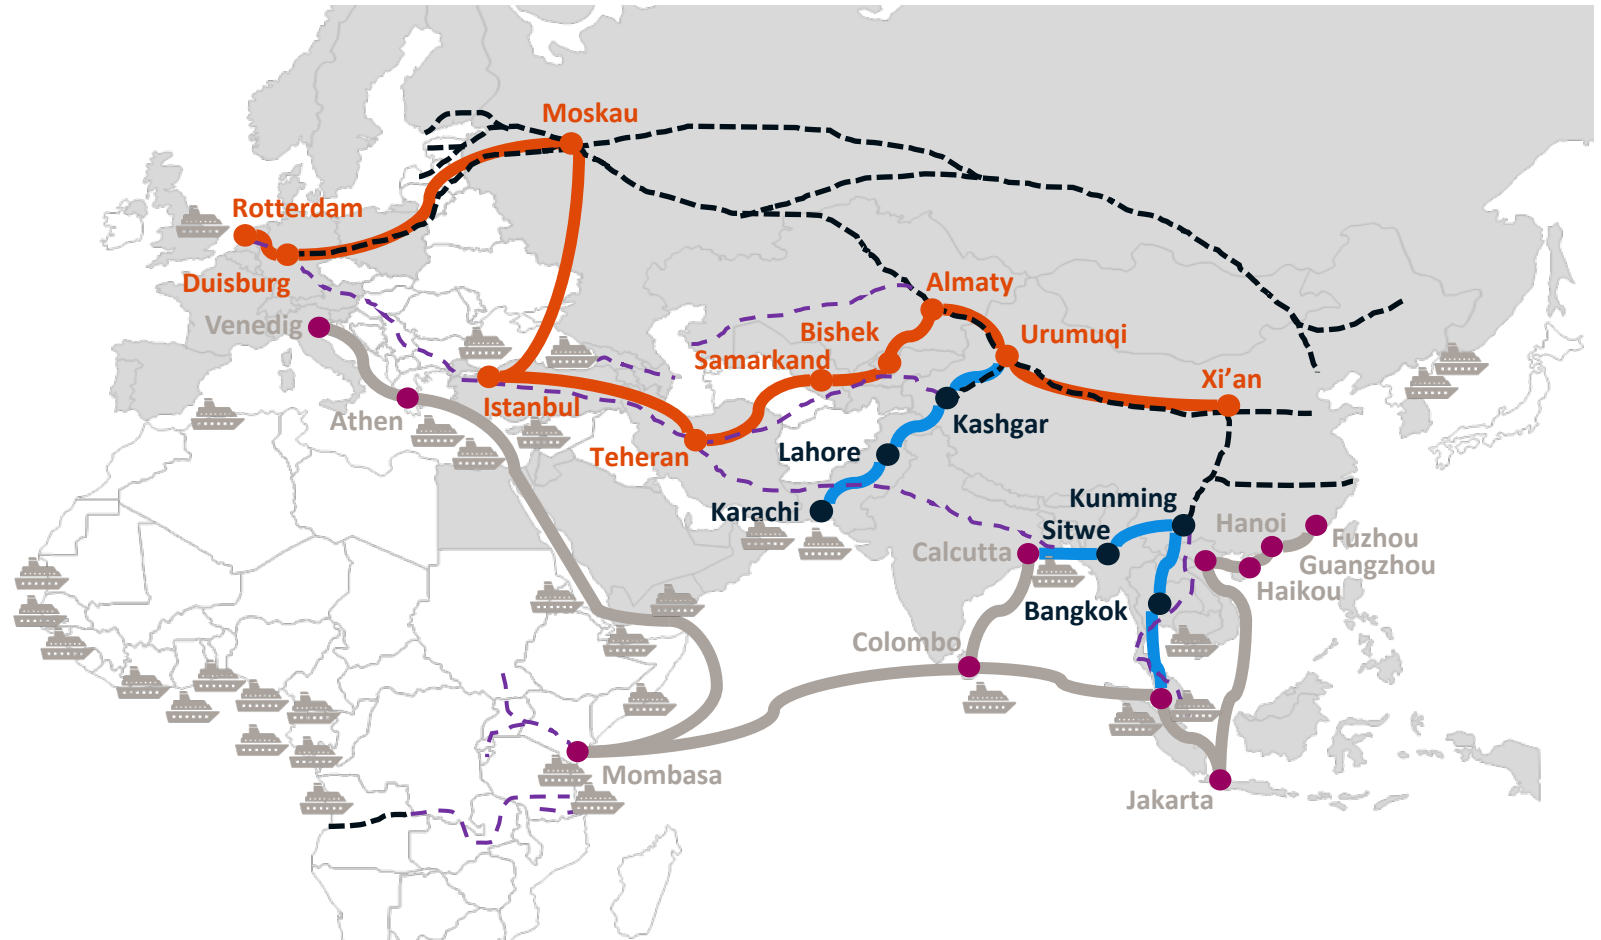 Moskau
Rotterdam
Duisburg
Venedig
Almaty
Bishek
Urumuqi
Samarkand
Xi’an
Istanbul
Athen
Kashgar
Lahore
Teheran
Karachi
Kunming
Sitwe
Hanoi
Fuzhou
Calcutta
Guangzhou
Haikou
Bangkok
Colombo
Mombasa
Jakarta